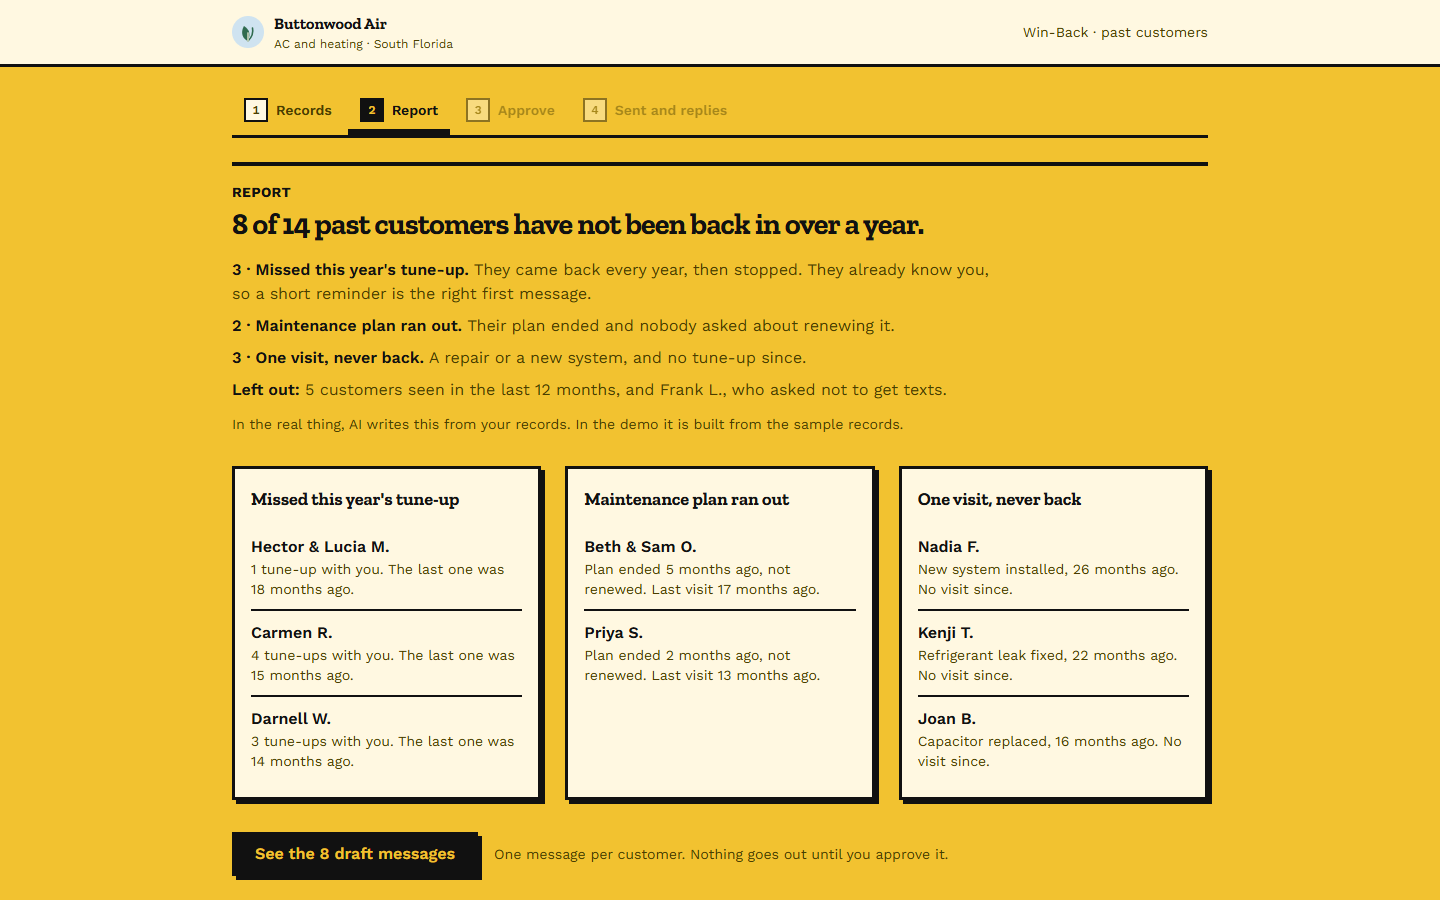 Buttonwood Air
AC and heating · South Florida
Win-Back · past customers
1 Records
2 Report
3 Approve
4 Sent and replies
REPORT
8 of 14 past customers have not been back in over a year.
3 · Missed this year's tune-up. They came back every year, then stopped. They already know you,
so a short reminder is the right first message.
2 · Maintenance plan ran out. Their plan ended and nobody asked about renewing it.
3 · One visit, never back. A repair or a new system, and no tune-up since.
Left out: 5 customers seen in the last 12 months, and Frank L., who asked not to get texts.
In the real thing, AI writes this from your records. In the demo it is built from the sample records.
Missed this year's tune-up
Hector & Lucia M.
1 tune-up with you. The last one was
18 months ago.
Carmen R.
4 tune-ups with you. The last one was
15 months ago.
Darnell W.
3 tune-ups with you. The last one was
14 months ago.
Maintenance plan ran out
Beth & Sam O.
Plan ended 5 months ago, not
renewed. Last visit 17 months ago.
Priya S.
Plan ended 2 months ago, not
renewed. Last visit 13 months ago.
One visit, never back
Nadia F.
New system installed, 26 months ago.
No visit since.
Kenji T.
Refrigerant leak fixed, 22 months ago.
No visit since.
Joan B.
Capacitor replaced, 16 months ago. No
visit since.
See the 8 draft messages
One message per customer. Nothing goes out until you approve it.